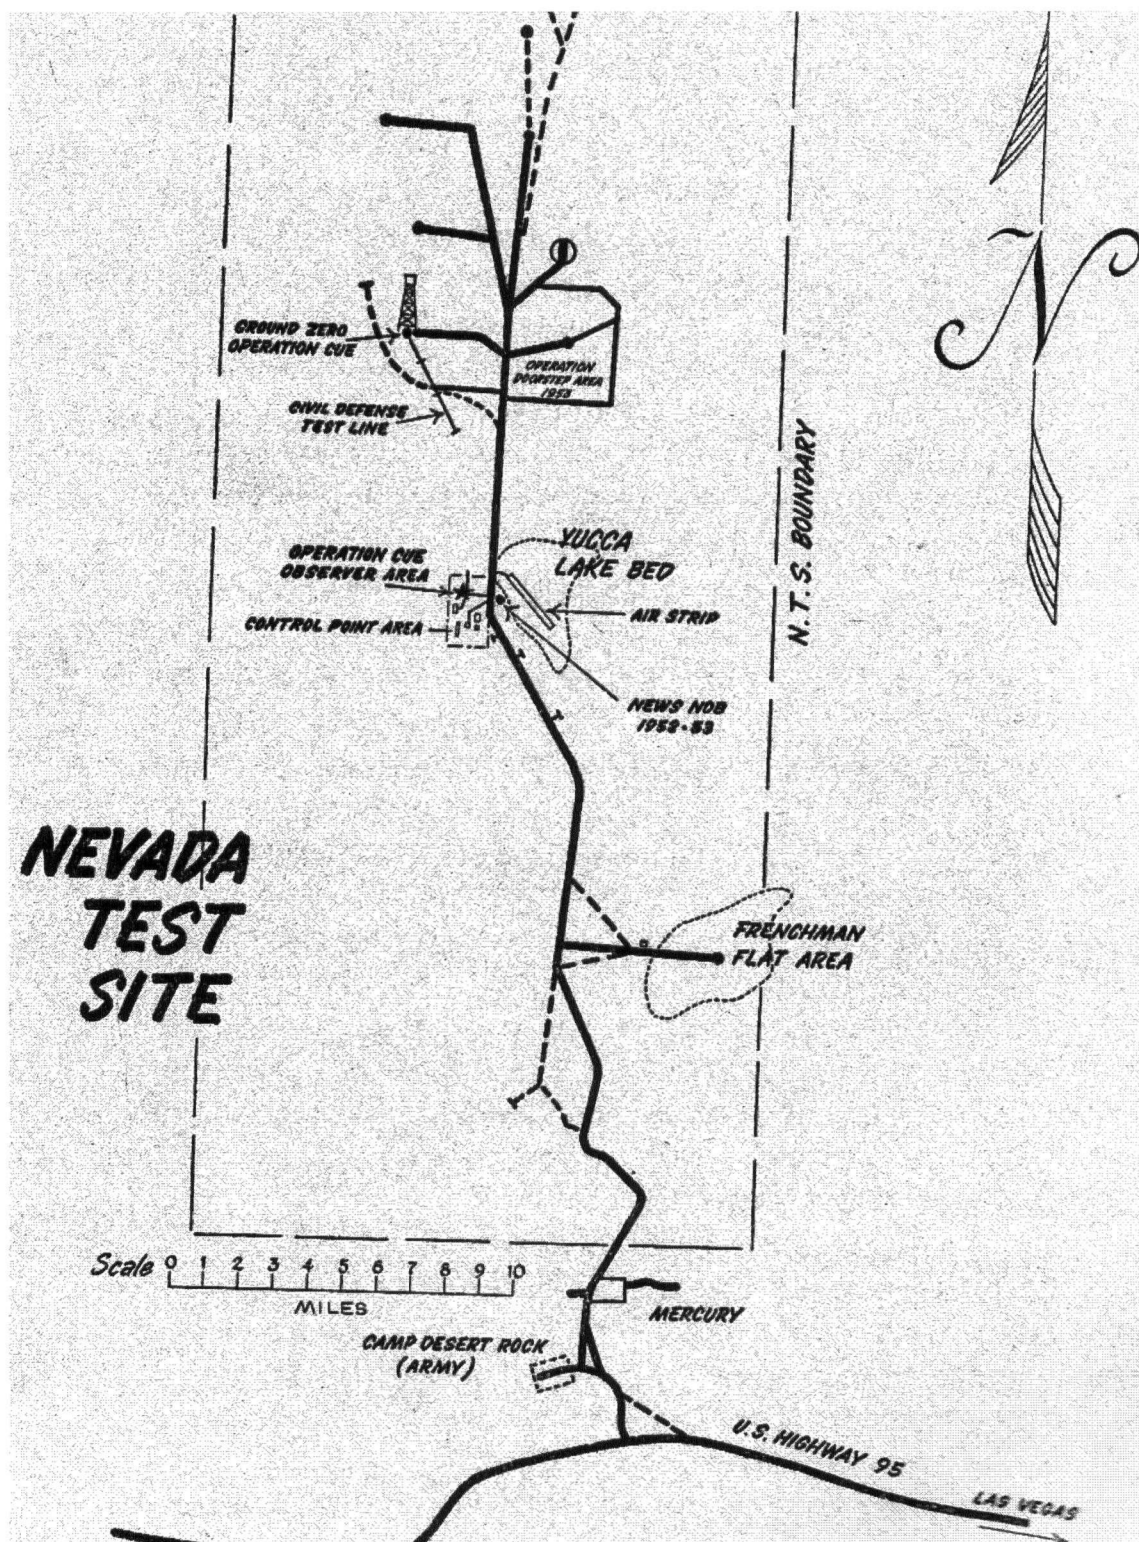 GROUND ZERO
OPERATION CUE
OPERATION
DOORSTEP AREA
1953
CIVIL DEFENSE
TEST LINE
N.T.S. BOUNDARY
YUCCA
LAKE BED
OPERATION CUE
OBSERVER AREA
AIR STRIP
CONTROL POINT AREA
NEWS NOB
1952-53
NEVADA
TEST
SITE
FRENCHMAN
FLAT AREA
Scale 0 1 2 3 4 5 6 7 8 9 10
MILES
MERCURY
CAMP DESERT ROCK
(ARMY)
U.S. HIGHWAY 95
LAS VEGAS
N